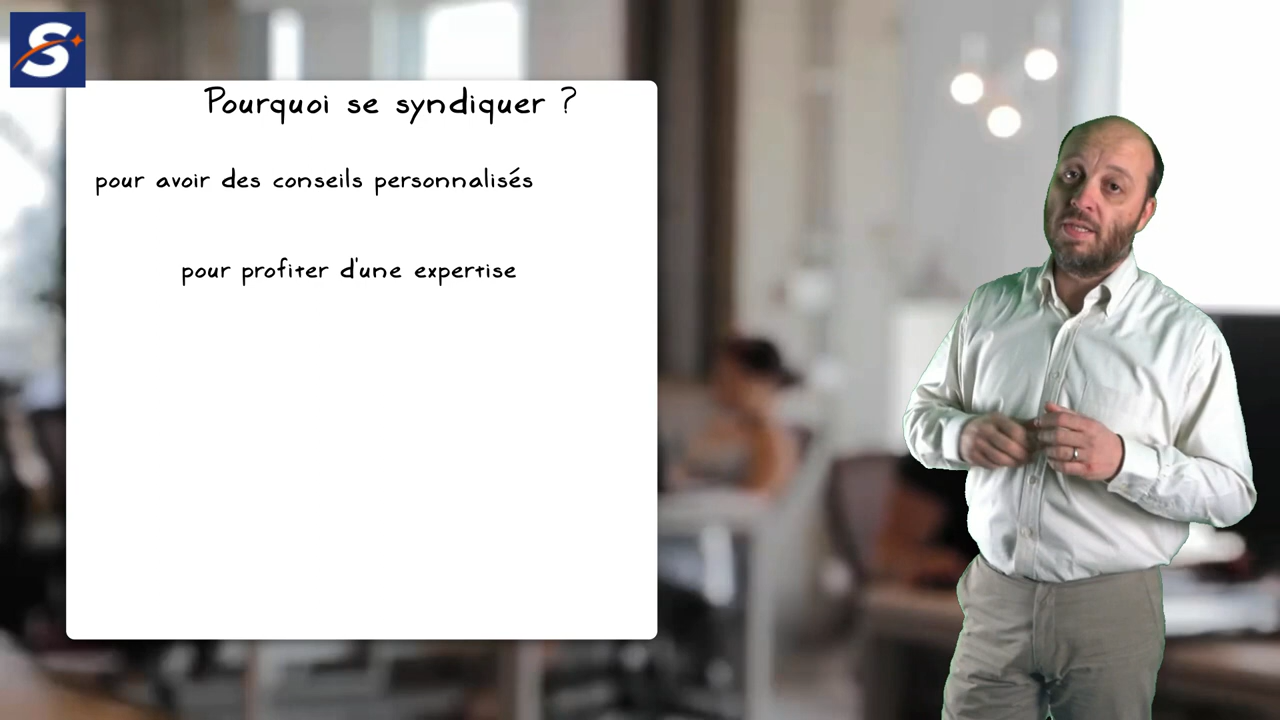 S
Pourquoi se syndiquer ?
pour avoir des conseils personnalisés
pour profiter d'une expertise